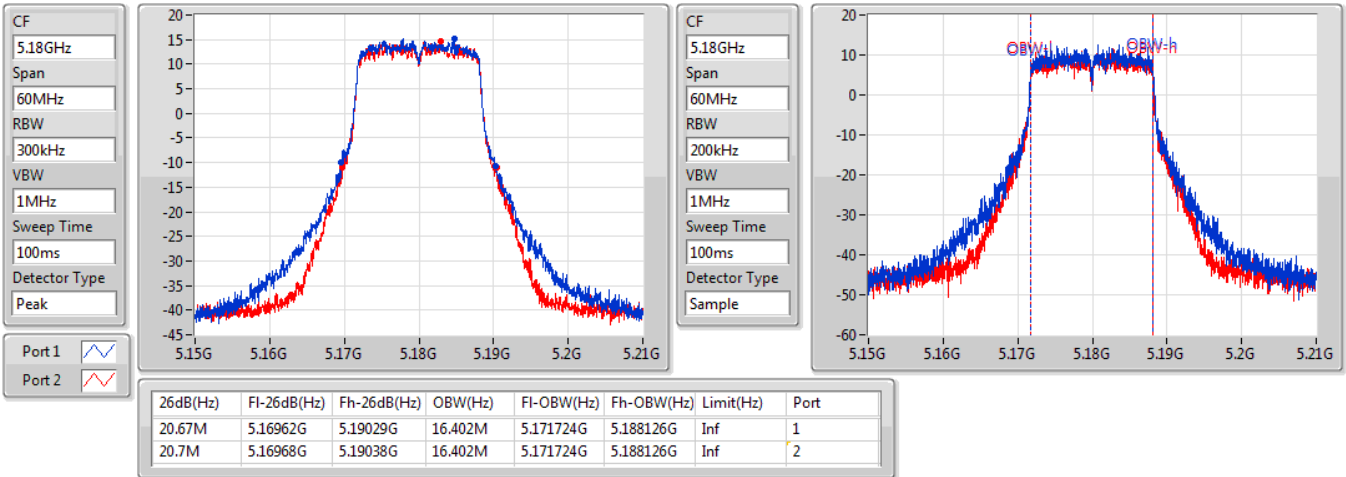 CF
5.18GHz
Span
60MHz
RBW
300kHz
VBW
1MHz
Sweep Time
100ms
Detector Type
Peak
Port 1
Port 2
20
15
10
5
0
-5
-10
-15
-20
-25
-30
-35
-40
-45
5.15G 5.16G 5.17G 5.18G 5.19G 5.2G 5.21G
CF
5.18GHz
Span
60MHz
RBW
200kHz
VBW
1MHz
Sweep Time
100ms
Detector Type
Sample
20
10
0
-10
-20
-30
-40
-50
-60
OBW-l OBW-h
5.15G 5.16G 5.17G 5.18G 5.19G 5.2G 5.21G
26dB(Hz) Fl-26dB(Hz) Fh-26dB(Hz) OBW(Hz) Fl-OBW(Hz) Fh-OBW(Hz) Limit(Hz) Port
20.67M 5.16962G 5.19029G 16.402M 5.171724G 5.188126G Inf 1
20.7M 5.16968G 5.19038G 16.402M 5.171724G 5.188126G Inf 2